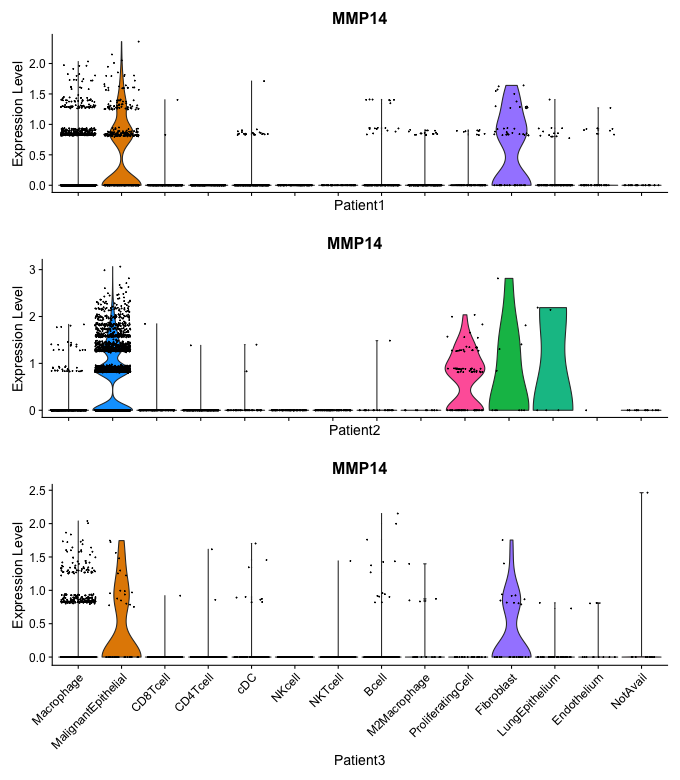 MMP14
Expression Level
2.0
1.5
1.0
0.5
0.0
Patient1
MMP14
Expression Level
3
2
1
0
Patient2
MMP14
Expression Level
2.5
2.0
1.5
1.0
0.5
0.0
Macrophage
MalignantEpithelial
CD8Tcell
CD4Tcell
cDC
NKcell
NKTcell
Bcell
M2Macrophage
ProliferatingCell
Fibroblast
LungEpithelium
Endothelium
NotAvail
Patient3